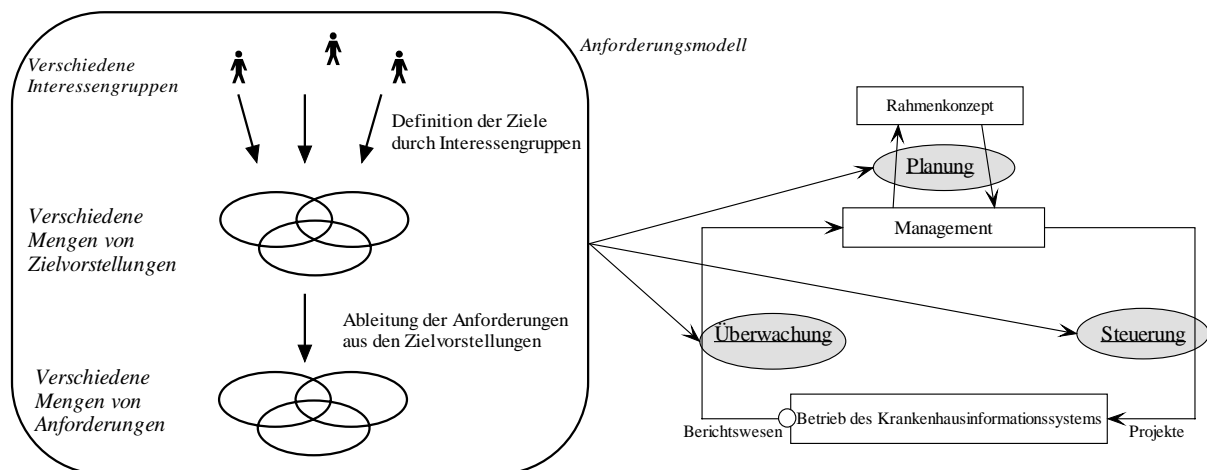 Anforderungsmodell
Verschiedene
Interessengruppen
Definition der Ziele
durch Interessengruppen
Verschiedene
Mengen von
Zielvorstellungen
Ableitung der Anforderungen
aus den Zielvorstellungen
Verschiedene
Mengen von
Anforderungen
Rahmenkonzept
Planung
Management
Überwachung
Steuerung
Betrieb des Krankenhausinformationssystems
Berichtswesen
Projekte